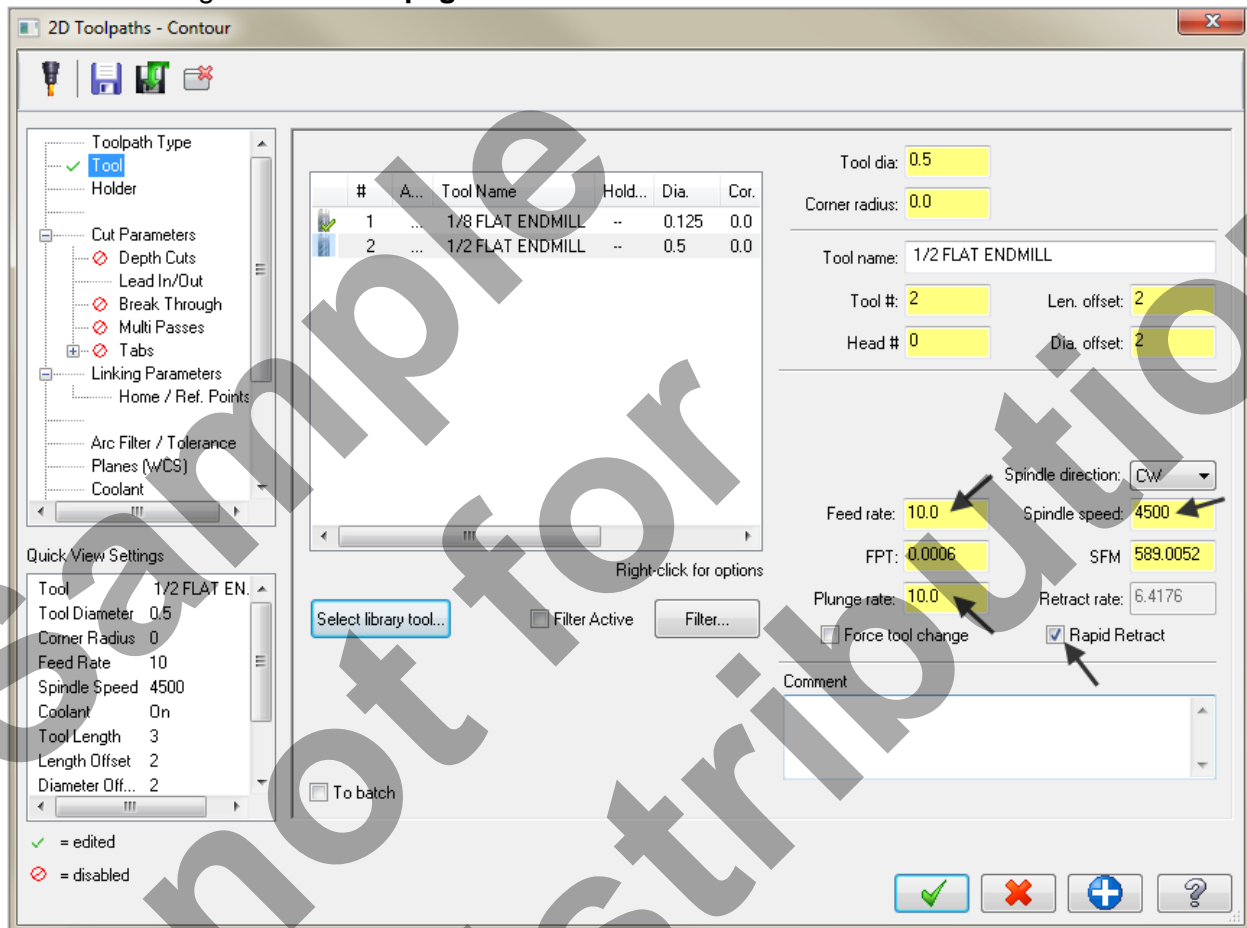 page
2D Toolpaths - Contour
Toolpath Type
Tool
Holder
Cut Parameters
Depth Cuts
Lead In/Out
Break Through
Multi Passes
Tabs
Linking Parameters
Home / Ref. Points
Arc Filter / Tolerance
Planes (WCS)
Coolant
Quick View Settings
Tool 1/2 FLAT EN.
Tool Diameter 0.5
Corner Radius 0
Feed Rate 10
Spindle Speed 4500
Coolant On
Tool Length 3
Length Offset 2
Diameter Off... 2
= edited
= disabled
# A... Tool Name Hold... Dia. Cor.
1 ... 1/8 FLAT ENDMILL -- 0.125 0.0
2 ... 1/2 FLAT ENDMILL -- 0.5 0.0
Right-click for options
Select library tool... Filter Active Filter...
To batch
Tool dia: 0.5
Corner radius: 0.0
Tool name: 1/2 FLAT ENDMILL
Tool #: 2 Len. offset: 2
Head # 0 Dia. offset: 2
Spindle direction: CW
Feed rate: 10.0 Spindle speed: 4500
FPT: 0.0006 SFM 589.0052
Plunge rate: 10.0 Retract rate: 6.4176
Force tool change Rapid Retract
Comment
Sample
not for